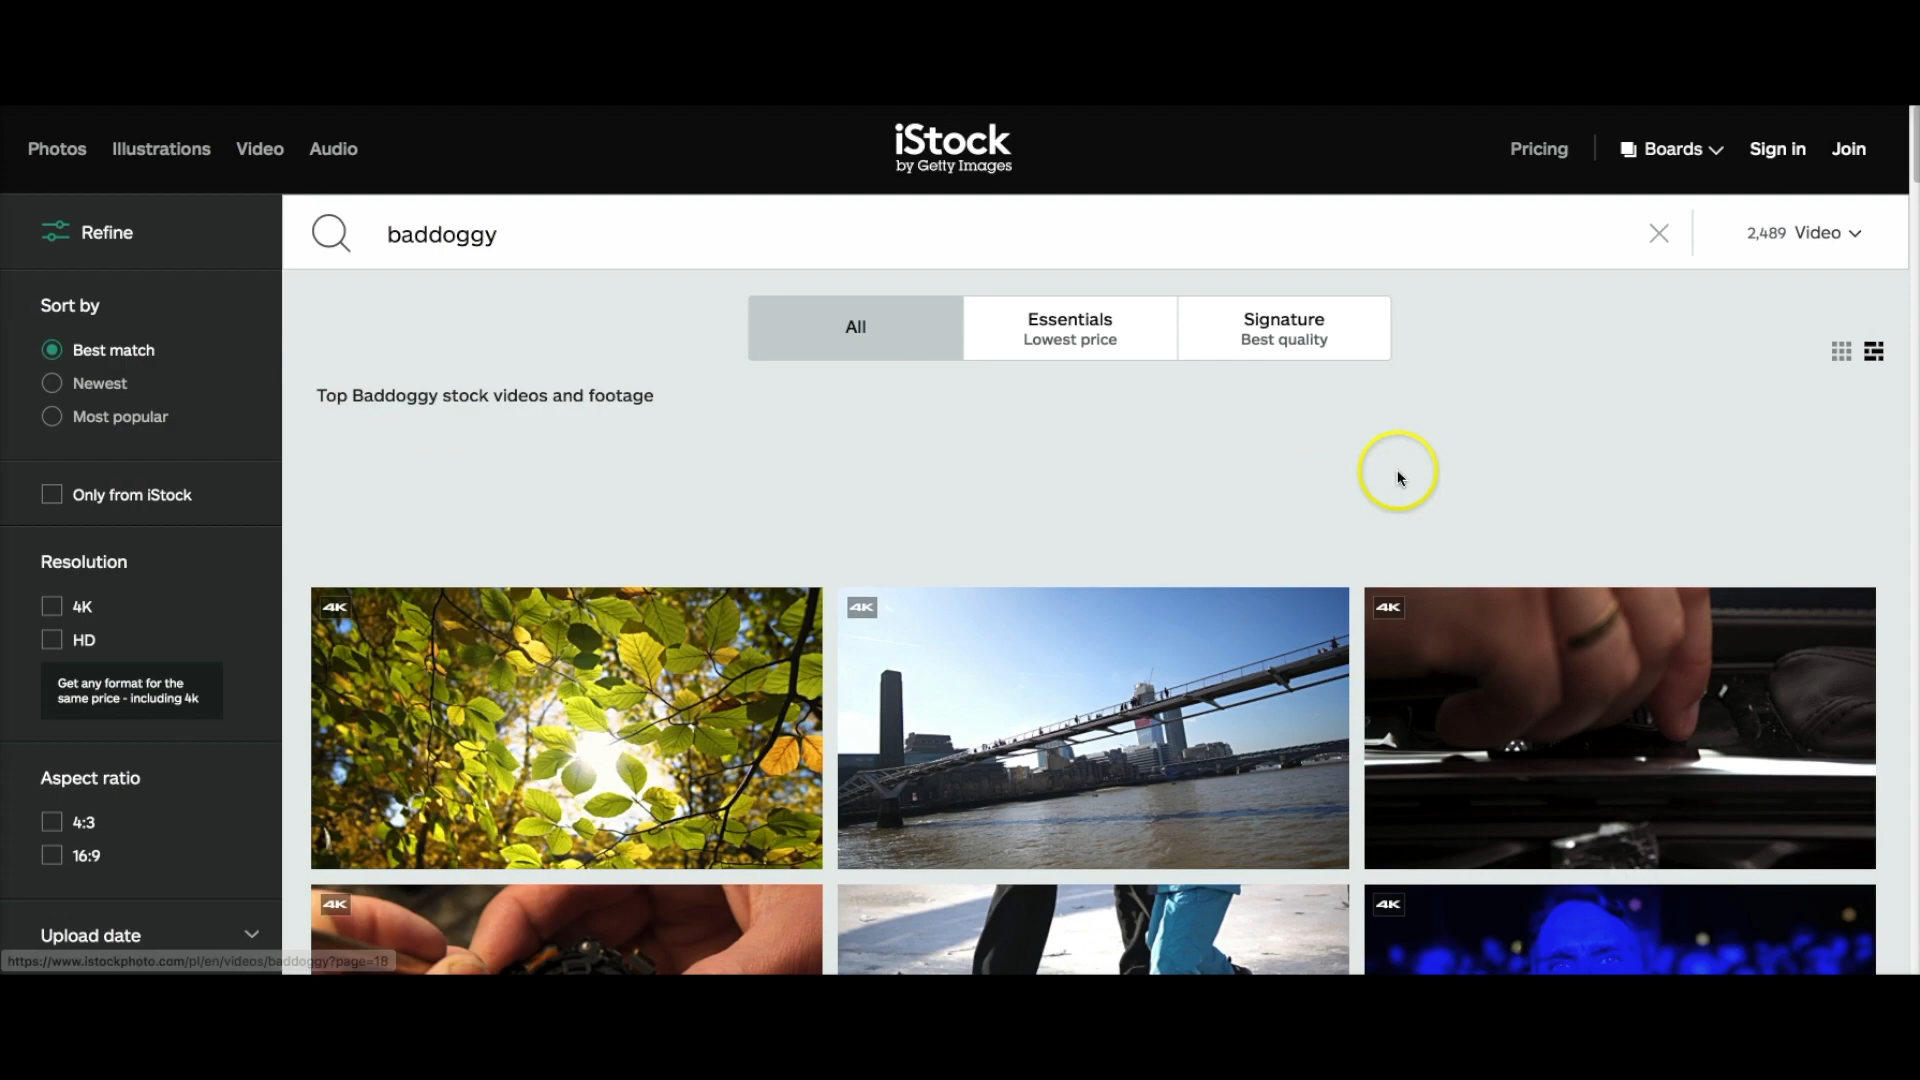 Photos Illustrations Video Audio
iStock
by Getty Images
Pricing Boards Sign in Join
Refine
baddoggy
2,489 Video
Sort by
Best match
Newest
Most popular
Only from iStock
Resolution
4K
HD
Get any format for the
same price - including 4k
Aspect ratio
4:3
16:9
Upload date
https://www.istockphoto.com/pl/en/videos/baddoggy?page=18
All
Essentials
Lowest price
Signature
Best quality
Top Baddoggy stock videos and footage
4K
4K
4K
4K
4K